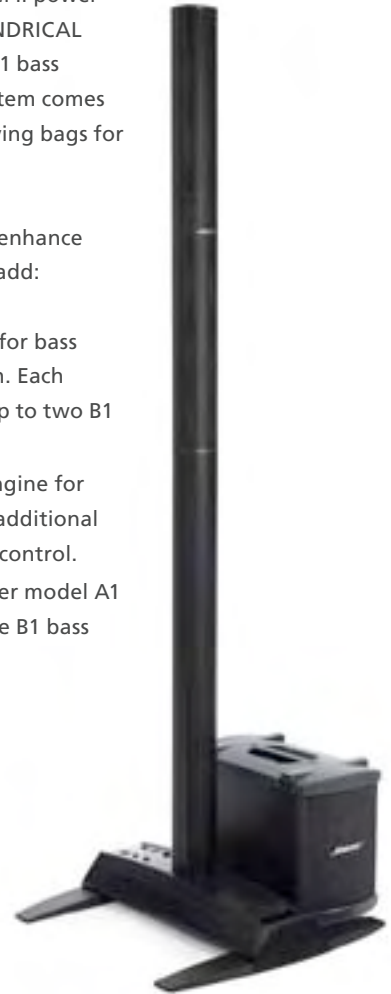 power
NDRICAL
1 bass
tem comes
ving bags for
enhance
add:
for bass
n. Each
p to two B1
gine for
additional
control.
er model A1
e B1 bass